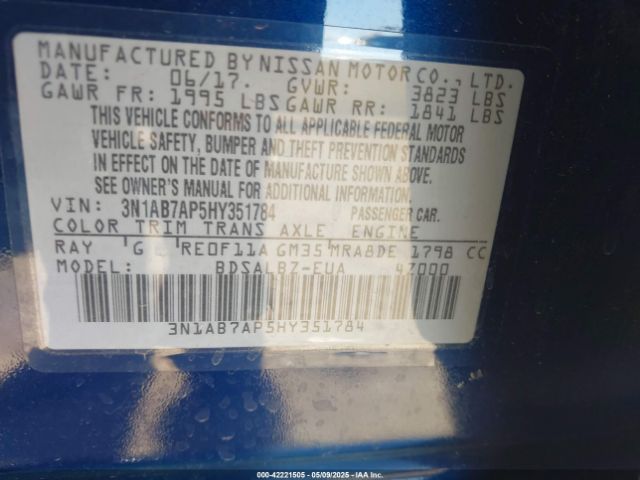 MANUFACTURED BY NISSAN MOTOR CO., LTD.
DATE: 06/17. GVWR: 3823 LBS
GAWR FR: 1995 LBS GAWR RR: 1841 LBS
THIS VEHICLE CONFORMS TO ALL APPLICABLE FEDERAL MOTOR
VEHICLE SAFETY, BUMPER AND THEFT PREVENTION STANDARDS
IN EFFECT ON THE DATE OF MANUFACTURE SHOWN ABOVE.
SEE OWNER'S MANUAL FOR ADDITIONAL INFORMATION.
VIN: 3N1AB7AP5HY351784 PASSENGER CAR.
COLOR TRIM TRANS AXLE ENGINE
RAY G RE0F11A GM35 MRA8DE 1798 CC
MODEL: BDSALBZ-EUA 47000
3N1AB7AP5HY351784
000-42221505 - 05/09/2025 - IAAI.COM